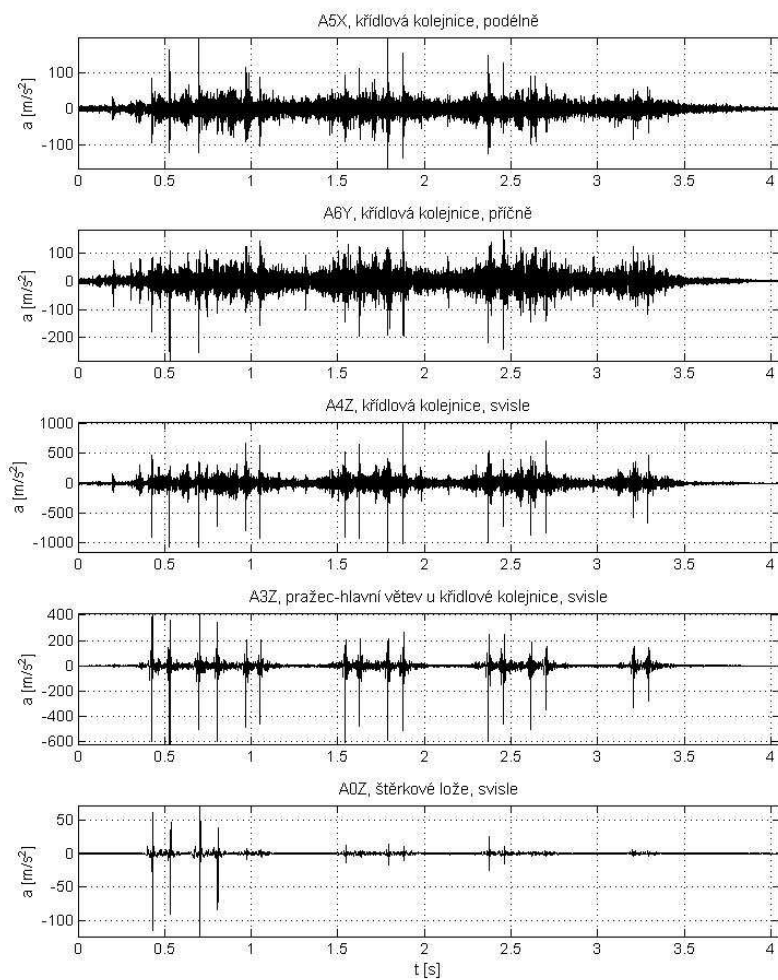 A5X, křídlová kolejnice, podélně
a [m/s²]
100
0
-100
0 0.5 1 1.5 2 2.5 3 3.5 4
A6Y, křídlová kolejnice, příčně
a [m/s²]
100
0
-100
-200
0 0.5 1 1.5 2 2.5 3 3.5 4
A4Z, křídlová kolejnice, svisle
a [m/s²]
1000
500
0
-500
-1000
0 0.5 1 1.5 2 2.5 3 3.5 4
A3Z, pražec-hlavní větev u křídlové kolejnice, svisle
a [m/s²]
400
200
0
-200
-400
-600
0 0.5 1 1.5 2 2.5 3 3.5 4
A0Z, štěrkové lože, svisle
a [m/s²]
50
0
-50
-100
0 0.5 1 1.5 2 2.5 3 3.5 4
t [s]